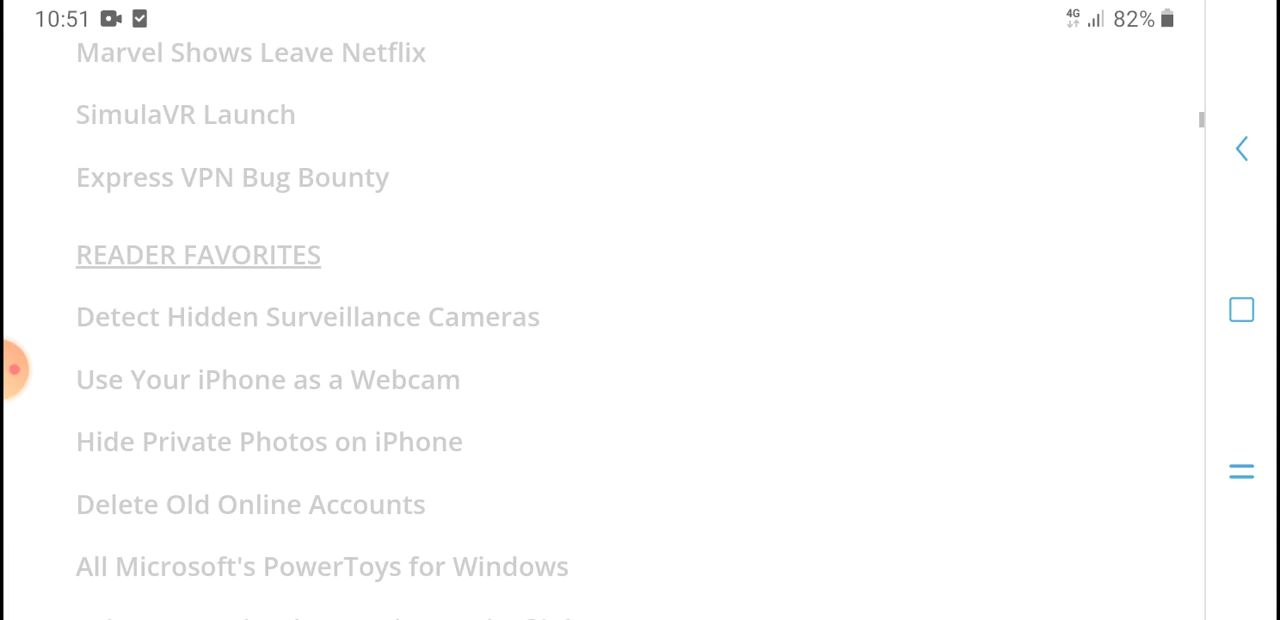 10:51
4G
82%
Marvel Shows Leave Netflix
SimulaVR Launch
Express VPN Bug Bounty
READER FAVORITES
Detect Hidden Surveillance Cameras
Use Your iPhone as a Webcam
Hide Private Photos on iPhone
Delete Old Online Accounts
All Microsoft's PowerToys for Windows